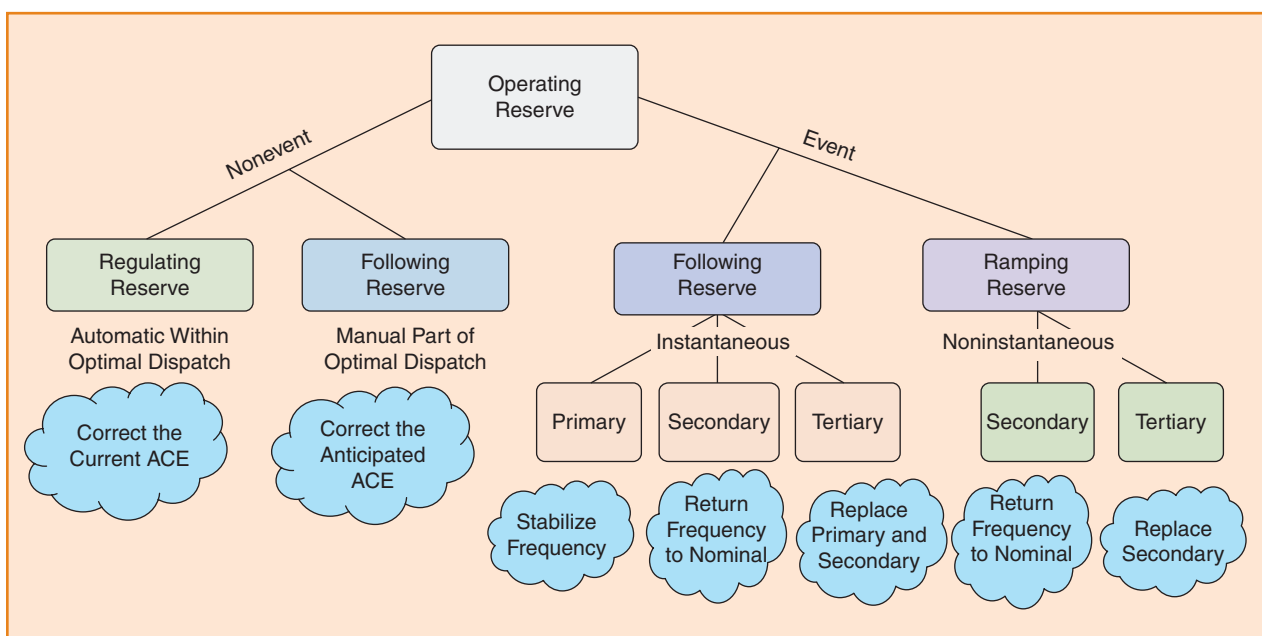 Operating
Reserve
Nonevent
Event
Regulating
Reserve
Following
Reserve
Following
Reserve
Ramping
Reserve
Automatic Within
Optimal Dispatch
Manual Part of
Optimal Dispatch
Instantaneous
Noninstantaneous
Correct the
Current ACE
Correct the
Anticipated
ACE
Primary
Secondary
Tertiary
Secondary
Tertiary
Stabilize
Frequency
Return
Frequency
to Nominal
Replace
Primary and
Secondary
Return
Frequency
to Nominal
Replace
Secondary